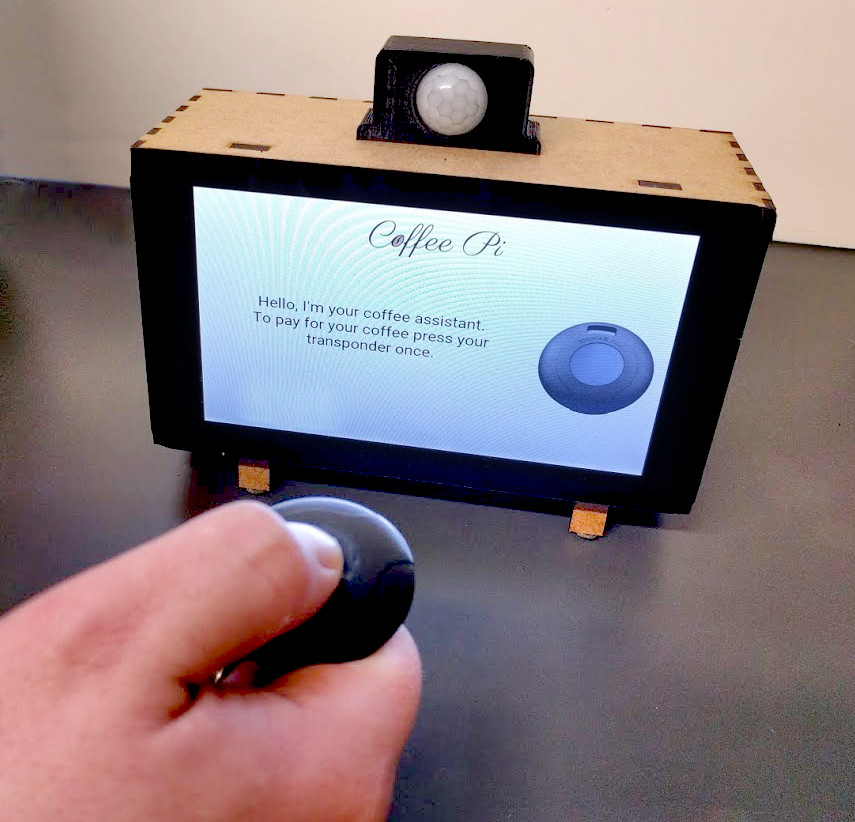 Coffee Pi
Hello, I'm your coffee assistant.
To pay for your coffee press your
transponder once.